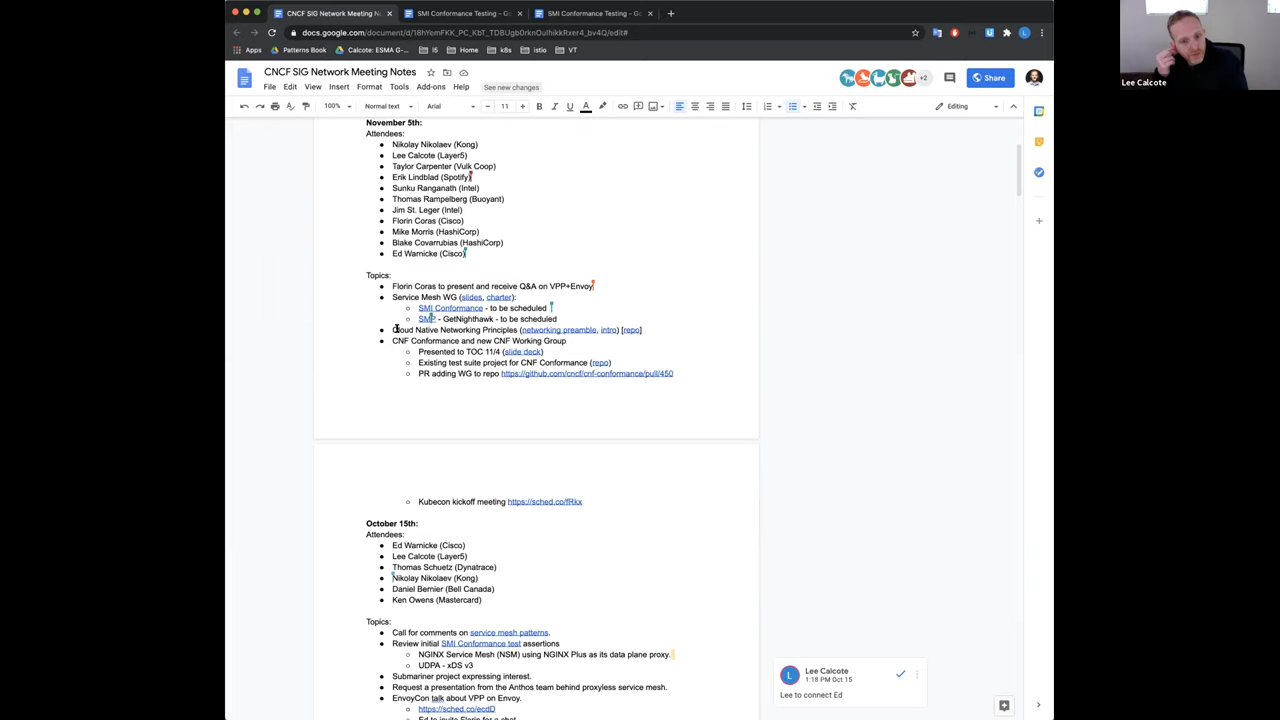 CNCF SIG Network Meeting N
SMI Conformance Testing - Go
SMI Conformance Testing - Go
docs.google.com/document/d/18hYemFKK_PC_KbT_TDBUgb0rknOuIhikkRxer4_bv4Q/edit#
Apps
Patterns Book
Calcote: ESMA G-...
l5
Home
k8s
istio
VT
CNCF SIG Network Meeting Notes
File Edit View Insert Format Tools Add-ons Help
See new changes
+2
Share
100%
Normal text
Arial
11
Editing
November 5th:
Attendees:
● Nikolay Nikolaev (Kong)
● Lee Calcote (Layer5)
● Taylor Carpenter (Vulk Coop)
● Erik Lindblad (Spotify)
● Sunku Ranganath (Intel)
● Thomas Rampelberg (Buoyant)
● Jim St. Leger (Intel)
● Florin Coras (Cisco)
● Mike Morris (HashiCorp)
● Blake Covarrubias (HashiCorp)
● Ed Warnicke (Cisco)
Topics:
● Florin Coras to present and receive Q&A on VPP+Envoy
● Service Mesh WG (slides, charter):
○ SMI Conformance - to be scheduled
○ SMP - GetNighthawk - to be scheduled
● Cloud Native Networking Principles (networking preamble, intro) [repo]
● CNF Conformance and new CNF Working Group
○ Presented to TOC 11/4 (slide deck)
○ Existing test suite project for CNF Conformance (repo)
○ PR adding WG to repo https://github.com/cncf/cnf-conformance/pull/450
○ Kubecon kickoff meeting https://sched.co/fRkx
October 15th:
Attendees:
● Ed Warnicke (Cisco)
● Lee Calcote (Layer5)
● Thomas Schuetz (Dynatrace)
● Nikolay Nikolaev (Kong)
● Daniel Bernier (Bell Canada)
● Ken Owens (Mastercard)
Topics:
● Call for comments on service mesh patterns.
● Review initial SMI Conformance test assertions
○ NGINX Service Mesh (NSM) using NGINX Plus as its data plane proxy.
○ UDPA - xDS v3
● Submariner project expressing interest.
● Request a presentation from the Anthos team behind proxyless service mesh.
● EnvoyCon talk about VPP on Envoy.
○ https://sched.co/ecdD
○ Ed to invite Florin for a chat
Lee Calcote
1:18 PM Oct 15
Lee to connect Ed
Lee Calcote